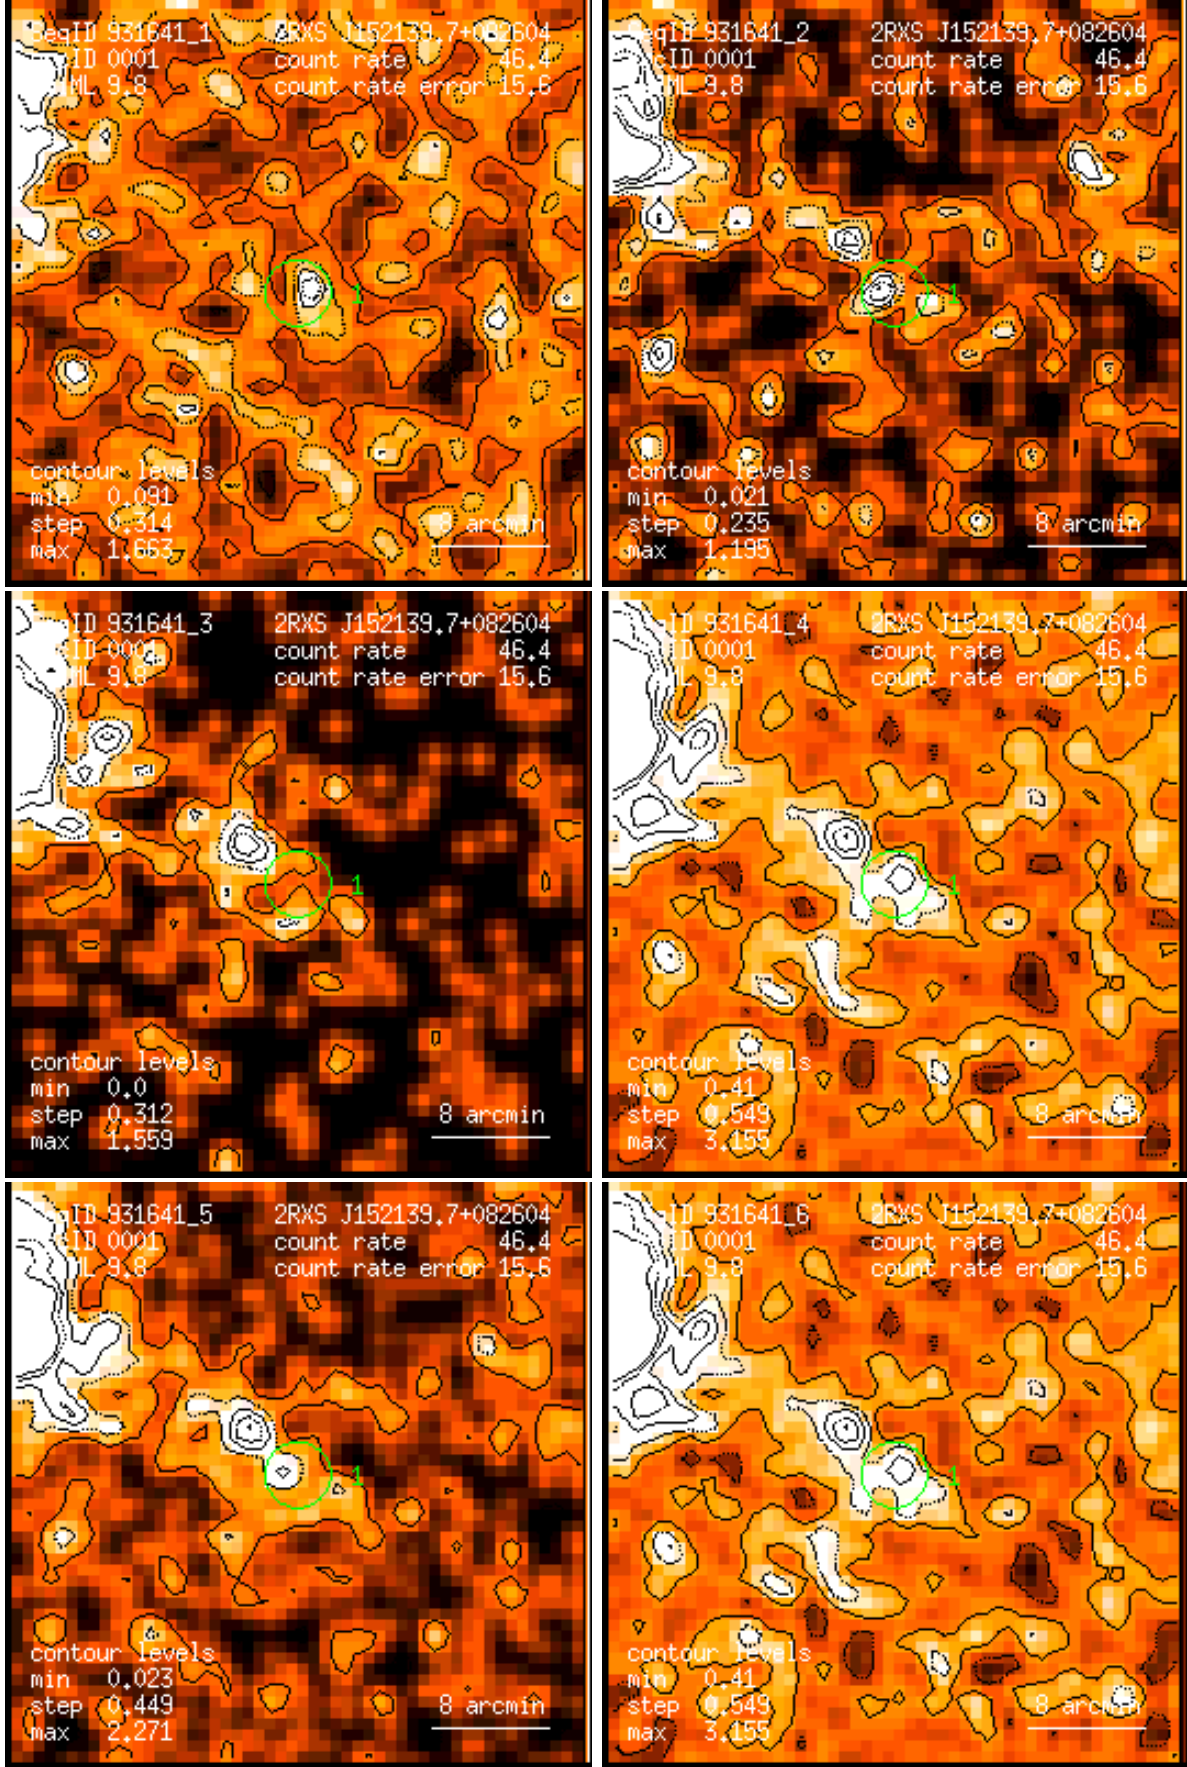 SeqID 931641_1 2RXS J152139.7+082604
ID 0001 count rate 46.4
ML 9.8 count rate error 15.6
1
contour levels
min 0.091
step 0.314 8 arcmin
max 1.663
qID 931641_2 2RXS J152139.7+082604
ID 0001 count rate 46.4
ML 9.8 count rate error 15.6
1
contour levels
min 0.021
step 0.235 8 arcmin
max 1.195
ID 931641_3 2RXS J152139.7+082604
ID 0001 count rate 46.4
ML 9.8 count rate error 15.6
1
contour levels
min 0.0
step 0.312 8 arcmin
max 1.559
ID 931641_4 2RXS J152139.7+082604
ID 0001 count rate 46.4
ML 9.8 count rate error 15.6
1
contour levels
min 0.41
step 0.549 8 arcmin
max 3.155
qID 931641_5 2RXS J152139.7+082604
ID 0001 count rate 46.4
ML 9.8 count rate error 15.6
1
contour levels
min 0.023
step 0.449 8 arcmin
max 2.271
ID 931641_6 2RXS J152139.7+082604
ID 0001 count rate 46.4
L 9.8 count rate error 15.6
1
contour levels
min 0.41
step 0.549 8 arcmin
max 3.155